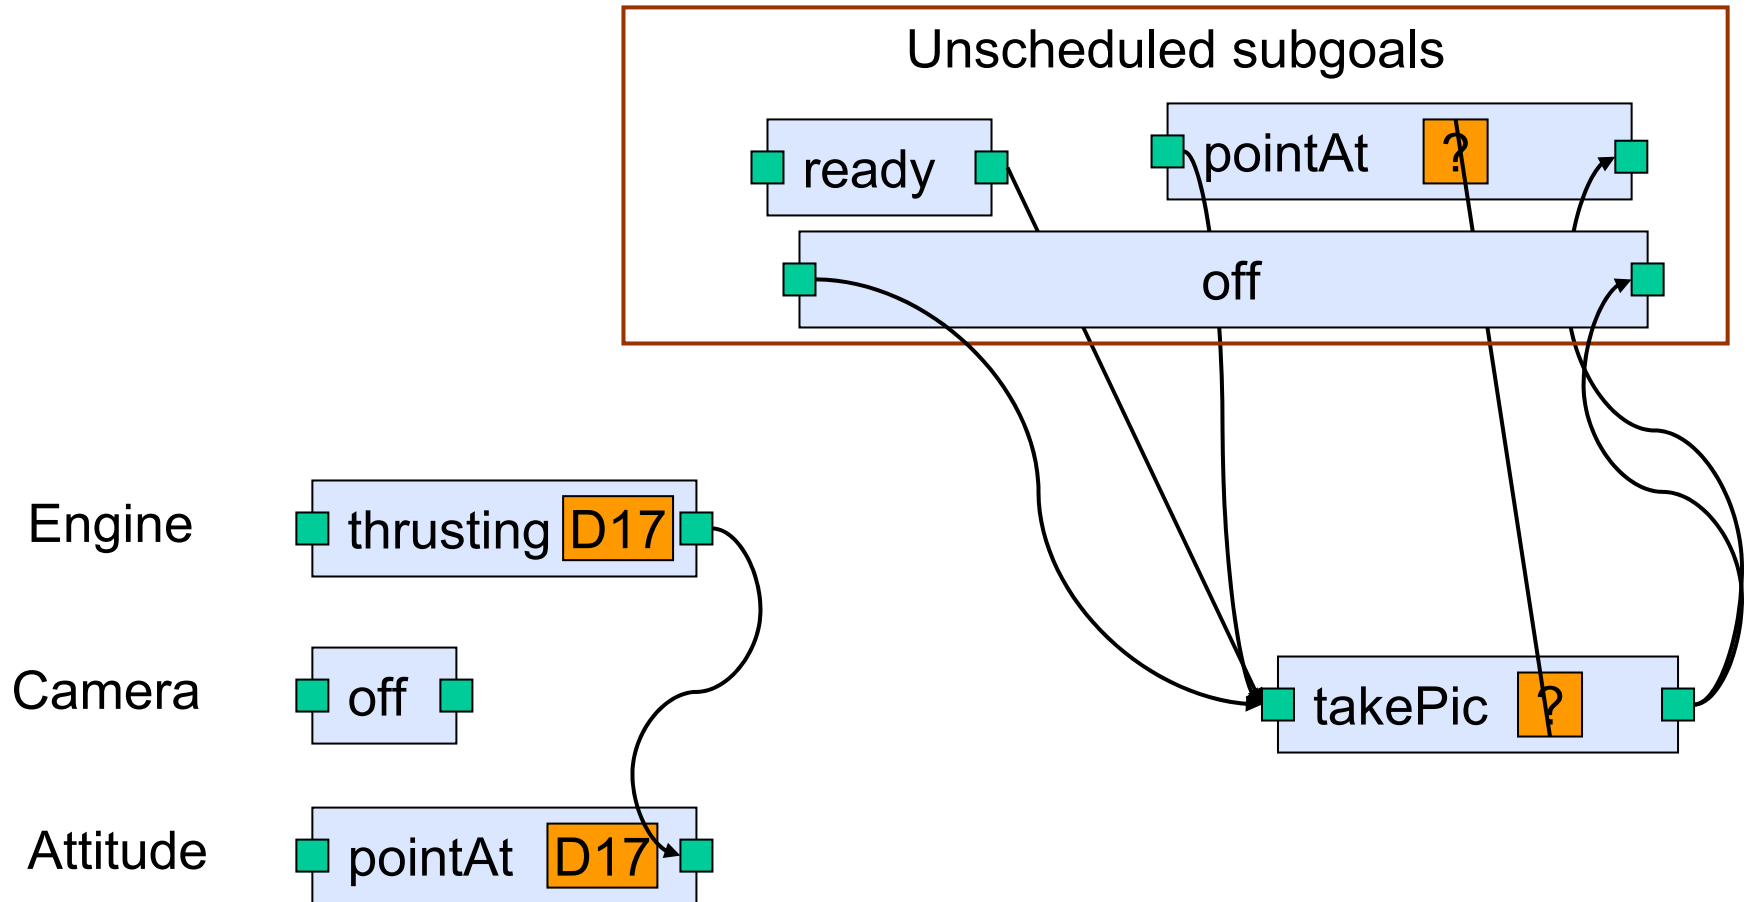 Unscheduled subgoals
ready
pointAt ?
off
Engine
thrusting D17
Camera
off
takePic ?
Attitude
pointAt D17